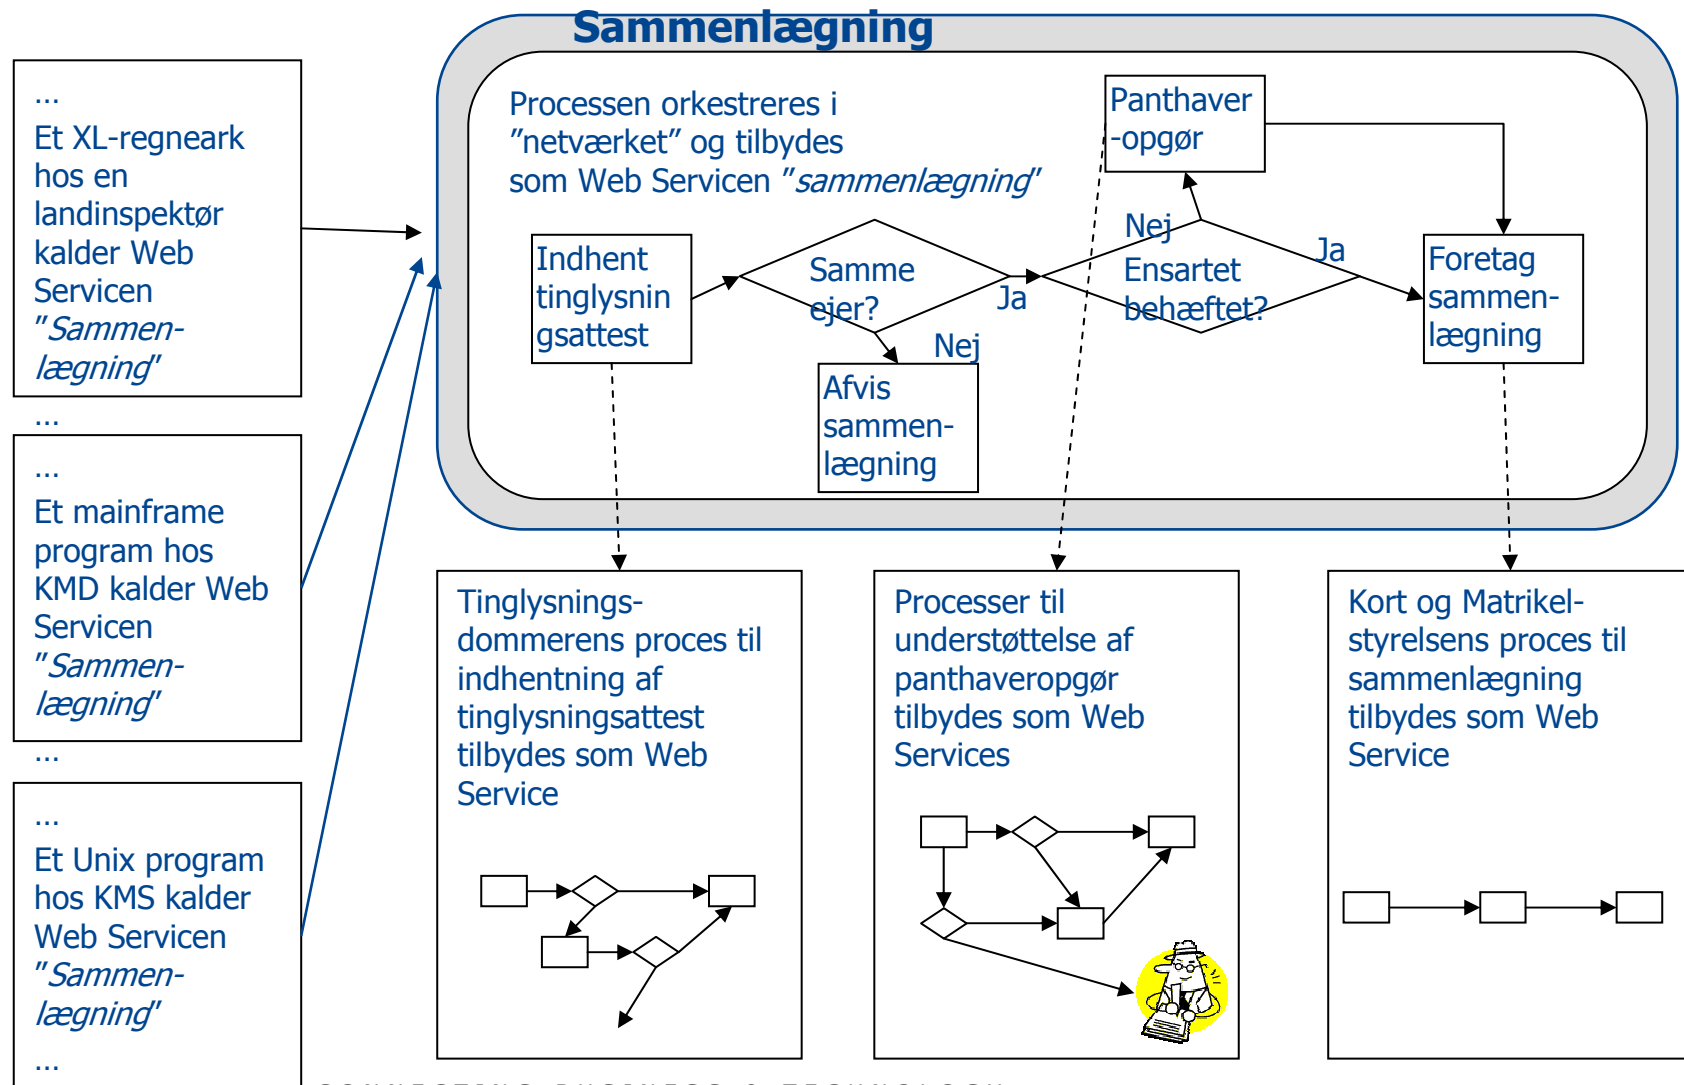 Sammenlægning
...
Et XL-regneark
hos en
landinspektør
kalder Web
Servicen
"Sammen-
lægning"
...
...
Et mainframe
program hos
KMD kalder Web
Servicen
"Sammen-
lægning"
...
...
Et Unix program
hos KMS kalder
Web Servicen
"Sammen-
lægning"
...
Processen orkestreres i
"netværket" og tilbydes
som Web Servicen "sammenlægning"
Indhent
tinglysnin
gsattest
Samme
ejer?
Ja
Nej
Afvis
sammen-
lægning
Ensartet
behæftet?
Nej
Ja
Panthaver
-opgør
Foretag
sammen-
lægning
Tinglysnings-
dommerens proces til
indhentning af
tinglysningsattest
tilbydes som Web
Service
Processer til
understøttelse af
panthaveropgør
tilbydes som Web
Services
Kort og Matrikel-
styrelsens proces til
sammenlægning
tilbydes som Web
Service